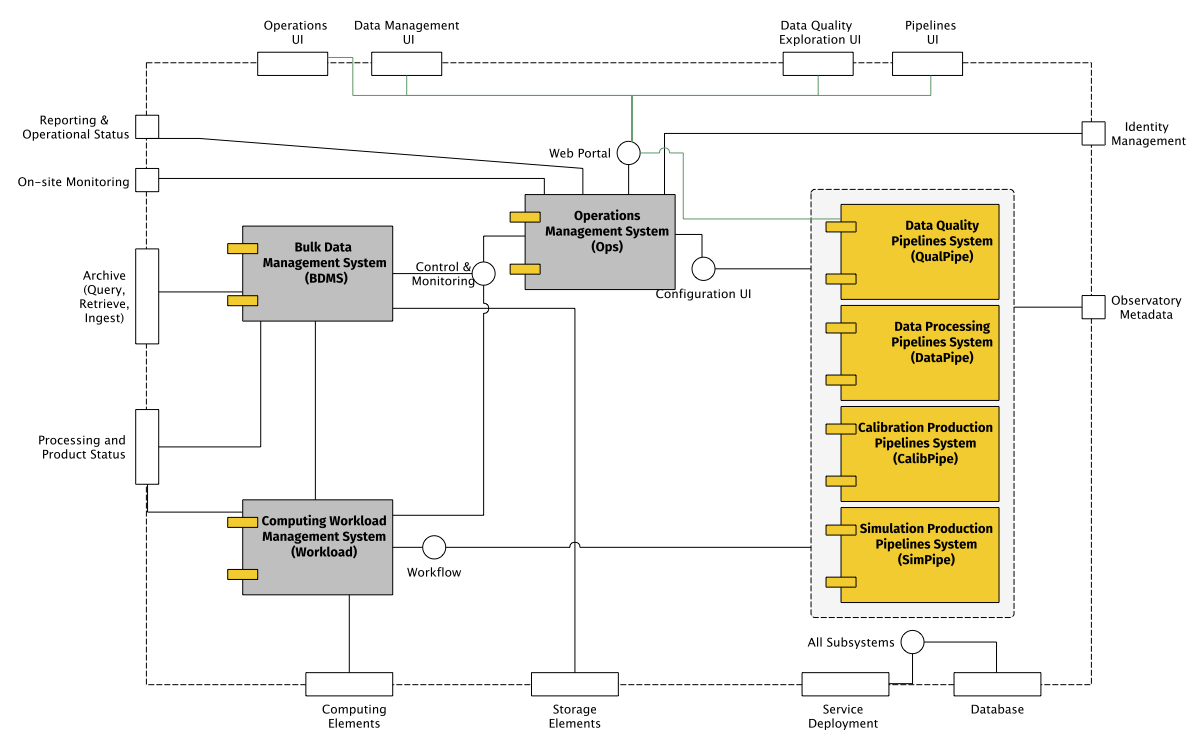 Operations
UI
Data Management
UI
Data Quality
Exploration UI
Pipelines
UI
Reporting &
Operational Status
On-site Monitoring
Web Portal
Identity
Management
Operations
Management System
(Ops)
Bulk Data
Management System
(BDMS)
Control &
Monitoring
Configuration UI
Archive
(Query,
Retrieve,
Ingest)
Data Quality
Pipelines System
(QualPipe)
Data Processing
Pipelines System
(DataPipe)
Calibration Production
Pipelines System
(CalibPipe)
Simulation Production
Pipelines System
(SimPipe)
Observatory
Metadata
Processing and
Product Status
Computing Workload
Management System
(Workload)
Workflow
All Subsystems
Computing
Elements
Storage
Elements
Service
Deployment
Database